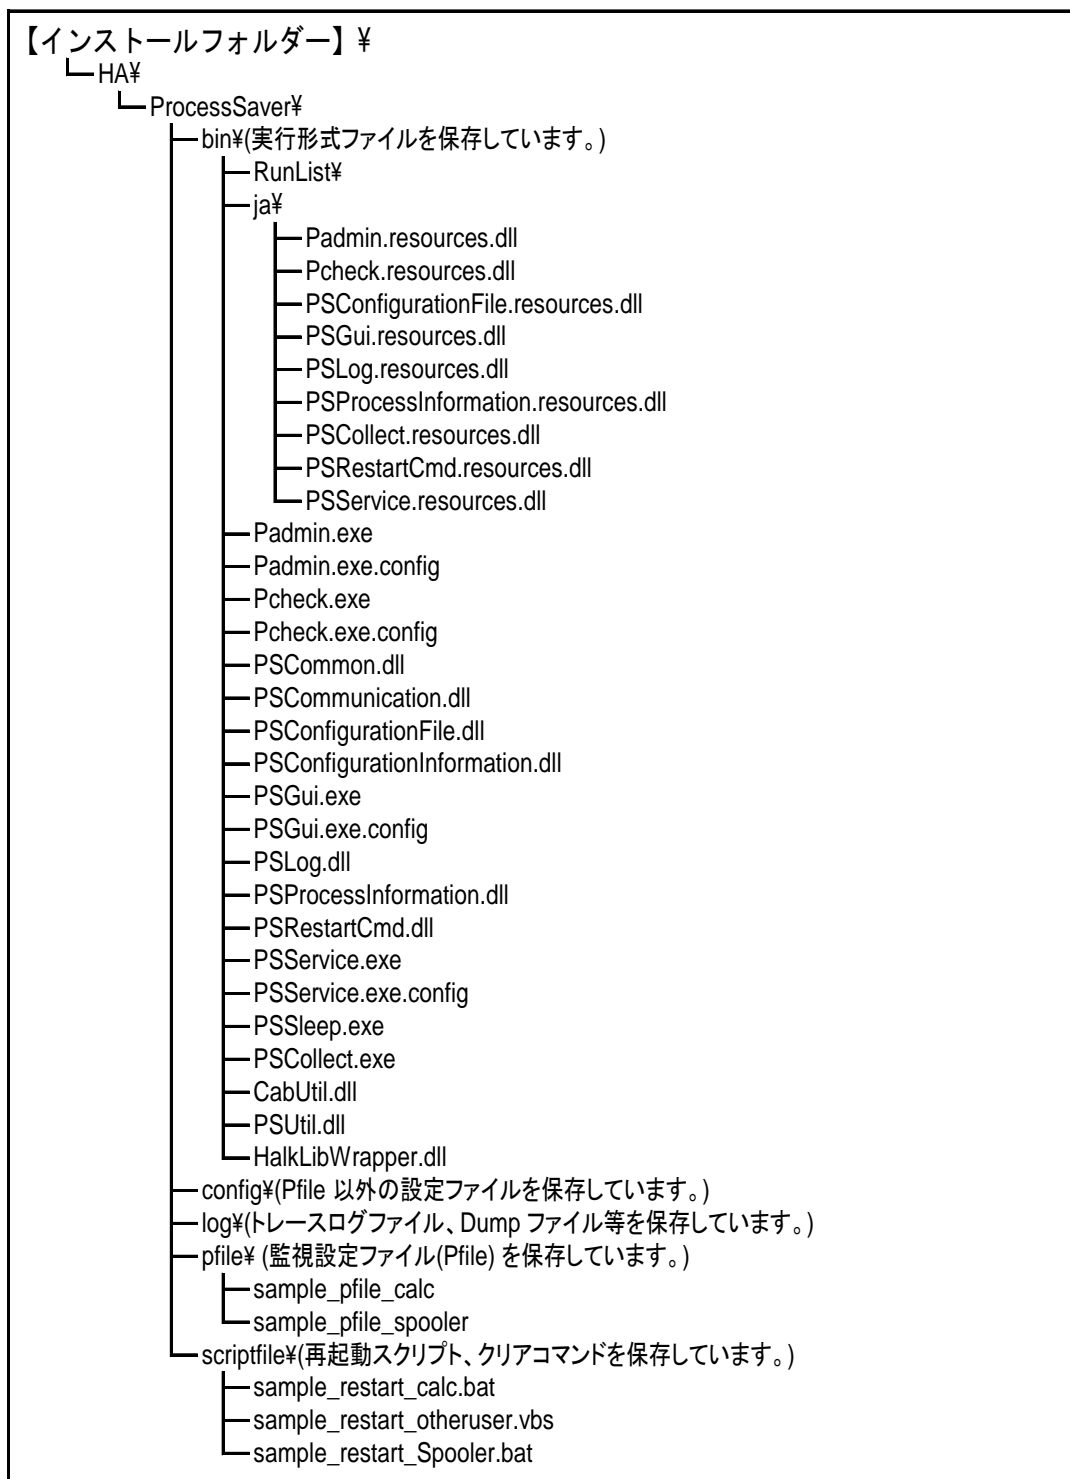 【インストールフォルダー】¥
HA¥
ProcessSaver¥
bin¥(実行形式ファイルを保存しています。)
RunList¥
ja¥
Padmin.resources.dll
Pcheck.resources.dll
PSConfigurationFile.resources.dll
PSGui.resources.dll
PSLog.resources.dll
PSProcessInformation.resources.dll
PSCollect.resources.dll
PSRestartCmd.resources.dll
PSService.resources.dll
Padmin.exe
Padmin.exe.config
Pcheck.exe
Pcheck.exe.config
PSCommon.dll
PSCommunication.dll
PSConfigurationFile.dll
PSConfigurationInformation.dll
PSGui.exe
PSGui.exe.config
PSLog.dll
PSProcessInformation.dll
PSRestartCmd.dll
PSService.exe
PSService.exe.config
PSSleep.exe
PSCollect.exe
CabUtil.dll
PSUtil.dll
HalkLibWrapper.dll
config¥(Pfile 以外の設定ファイルを保存しています。)
log¥(トレースログファイル、Dump ファイル等を保存しています。)
pfile¥ (監視設定ファイル(Pfile) を保存しています。)
sample_pfile_calc
sample_pfile_spooler
scriptfile¥(再起動スクリプト、クリアコマンドを保存しています。)
sample_restart_calc.bat
sample_restart_otheruser.vbs
sample_restart_Spooler.bat